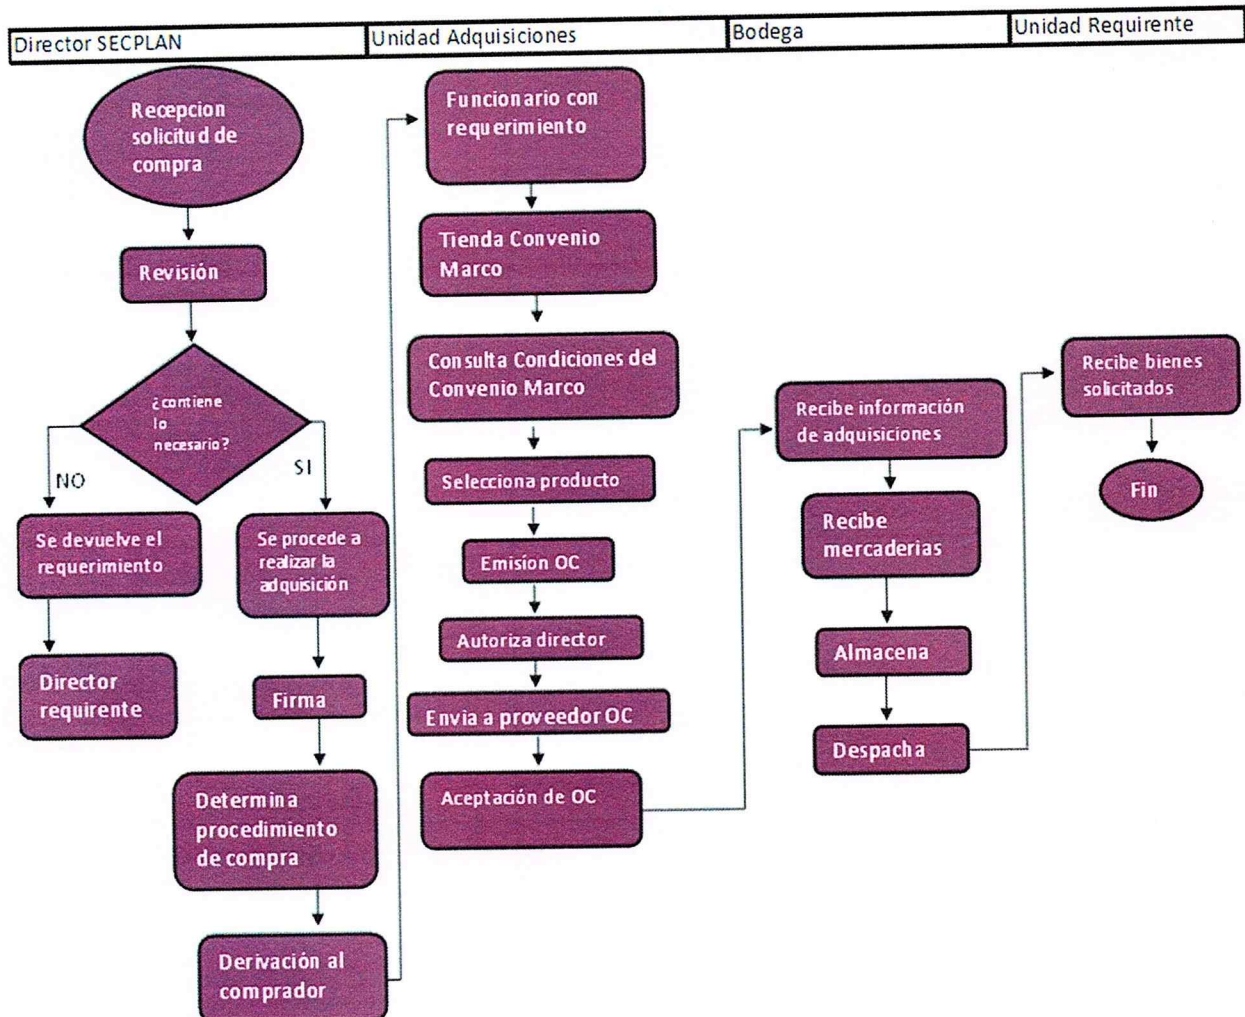 Director SECPLAN
Unidad Adquisiciones
Bodega
Unidad Requirente
Recepcion
solicitud de
compra
Revisión
¿contiene
lo
necesario?
NO
SI
Se devuelve el
requerimiento
Director
requirente
Se procede a
realizar la
adquisición
Firma
Determina
procedimiento
de compra
Derivación al
comprador
Funcionario con
requerimiento
Tienda Convenio
Marco
Consulta Condiciones del
Convenio Marco
Selecciona producto
Emisíon OC
Autoriza director
Envia a proveedor OC
Aceptación de OC
Recibe información
de adquisiciones
Recibe
mercaderias
Almacena
Despacha
Recibe bienes
solicitados
Fin